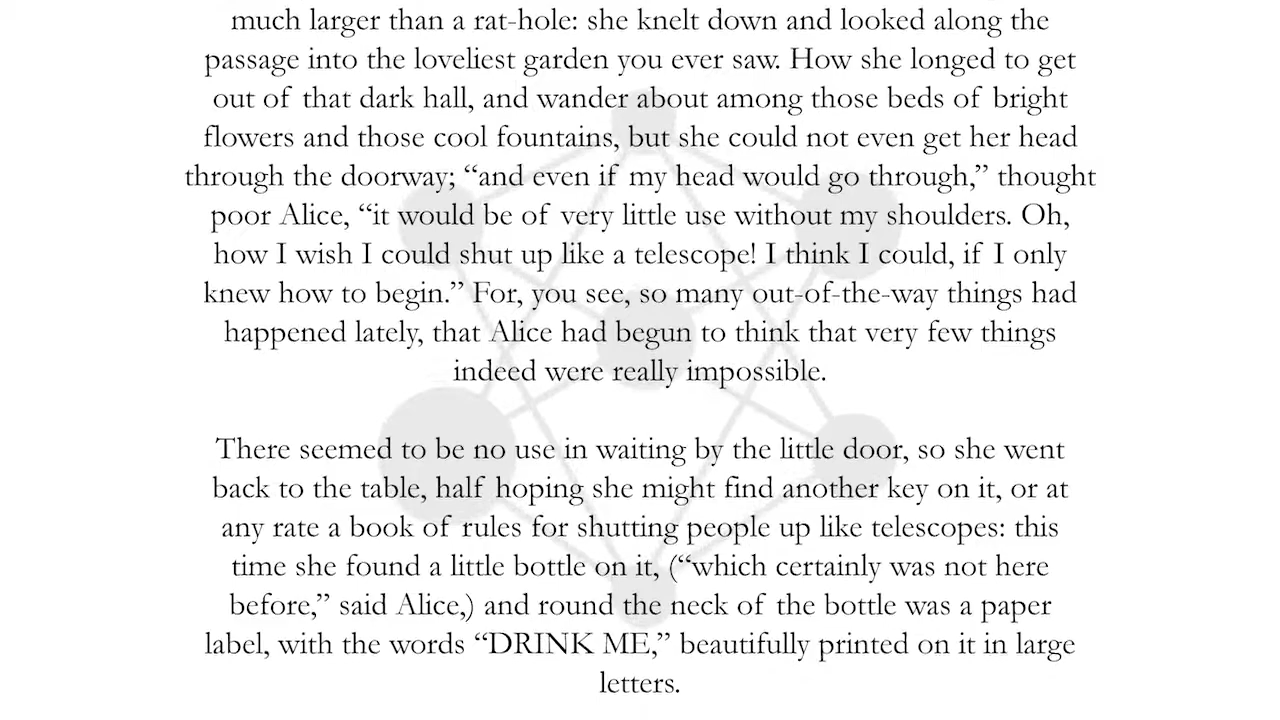 much larger than a rat-hole: she knelt down and looked along the
passage into the loveliest garden you ever saw. How she longed to get
out of that dark hall, and wander about among those beds of bright
flowers and those cool fountains, but she could not even get her head
through the doorway; “and even if my head would go through,” thought
poor Alice, “it would be of very little use without my shoulders. Oh,
how I wish I could shut up like a telescope! I think I could, if I only
knew how to begin.” For, you see, so many out-of-the-way things had
happened lately, that Alice had begun to think that very few things
indeed were really impossible.
There seemed to be no use in waiting by the little door, so she went
back to the table, half hoping she might find another key on it, or at
any rate a book of rules for shutting people up like telescopes: this
time she found a little bottle on it, (“which certainly was not here
before,” said Alice,) and round the neck of the bottle was a paper
label, with the words “DRINK ME,” beautifully printed on it in large
letters.